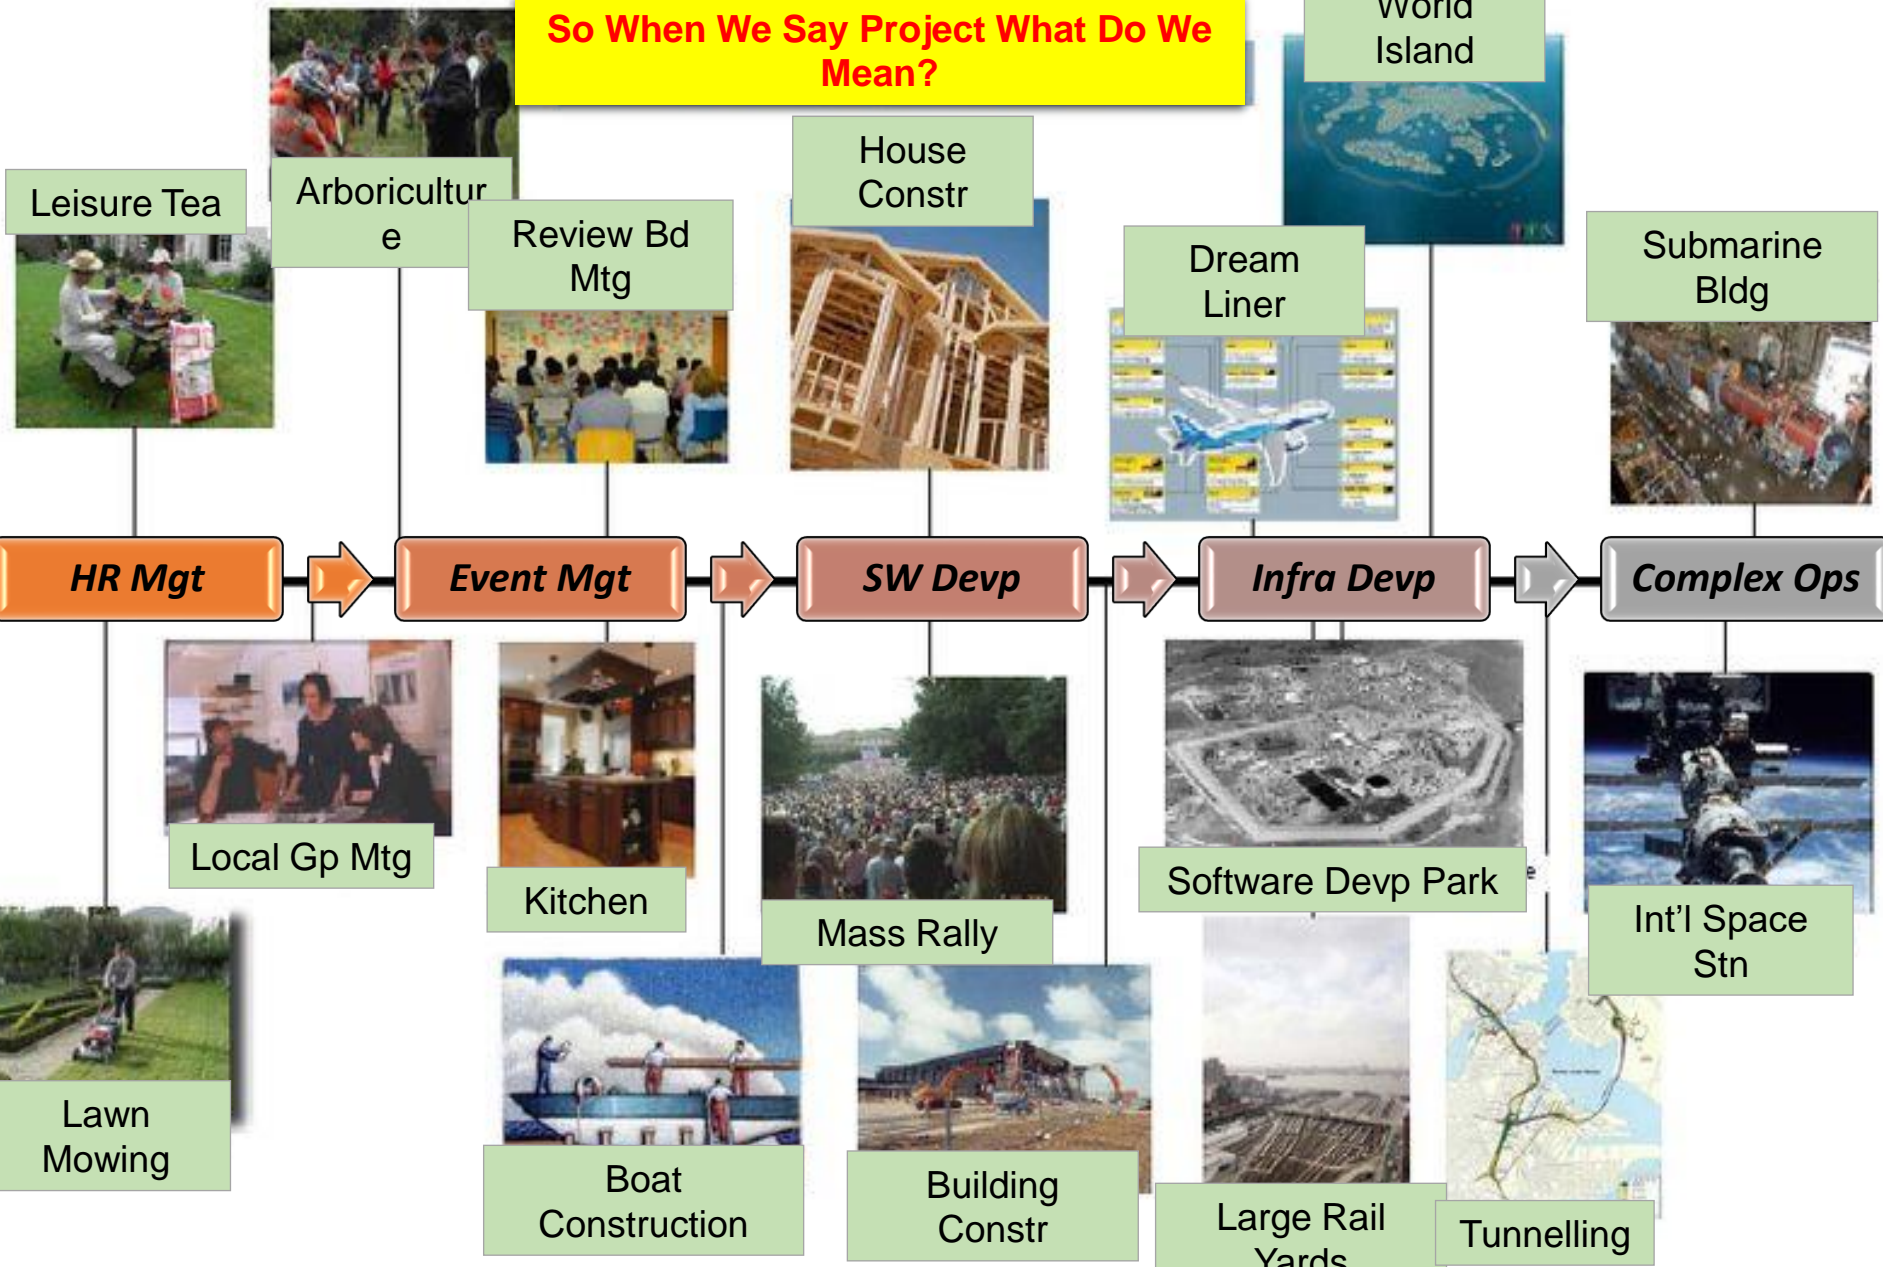 So When We Say Project What Do We
Mean?
World
Island
House
Constr
Leisure Tea
Arboricultur
e
Review Bd
Mtg
Dream
Liner
Submarine
Bldg
HR Mgt
Event Mgt
SW Devp
Infra Devp
Complex Ops
Local Gp Mtg
Kitchen
Mass Rally
Software Devp Park
e
Int'l Space
Stn
Lawn
Mowing
Boat
Construction
Building
Constr
Large Rail
Yards
Tunnelling